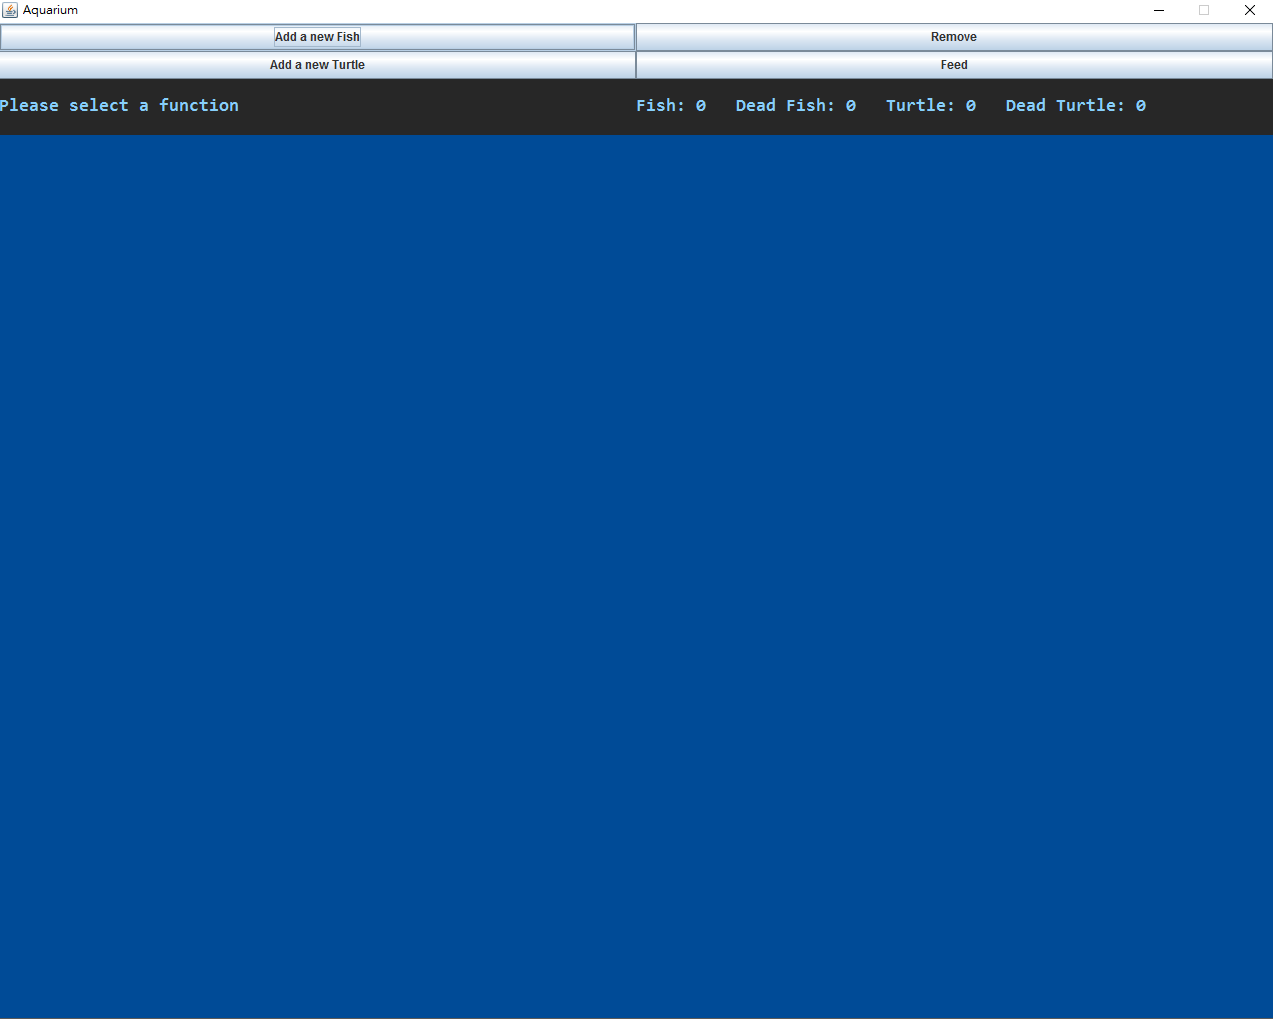 Aquarium
Add a new Fish
Remove
Add a new Turtle
Feed
Please select a function
Fish: 0   Dead Fish: 0   Turtle: 0   Dead Turtle: 0